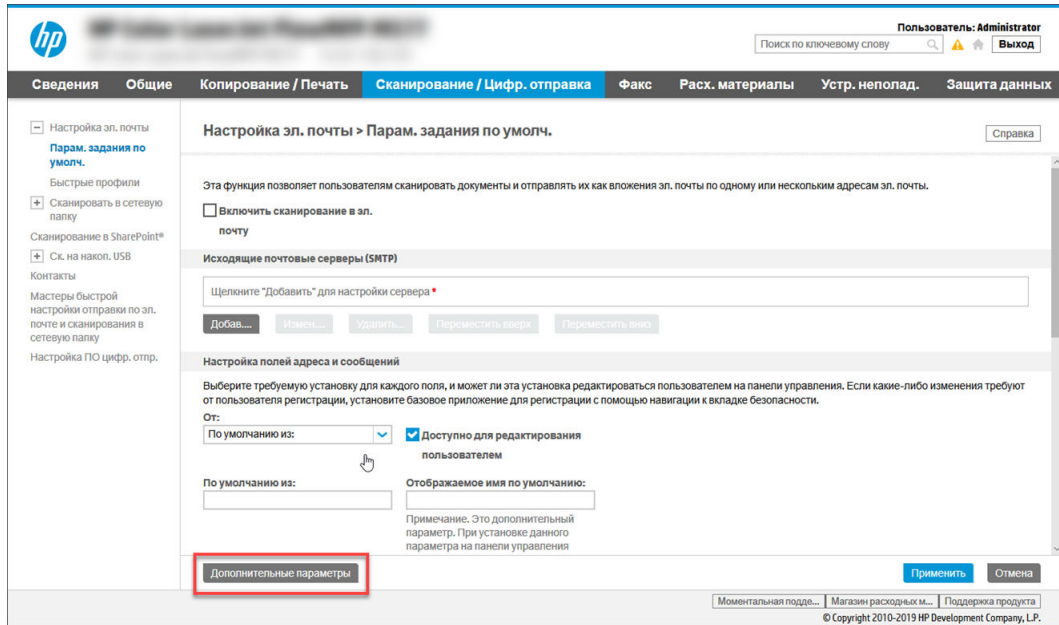 hp
Пользователь: Administrator
Поиск по ключевому слову
Выход
Сведения Общие Копирование / Печать Сканирование / Цифр. отправка Факс Расх. материалы Устр. неполад. Защита данных
Настройка эл. почты
Парам. задания по
умолч.
Быстрые профили
Сканировать в сетевую
папку
Сканирование в SharePoint®
Ск. на накоп. USB
Контакты
Мастеры быстрой
настройки отправки по эл.
почте и сканирования в
сетевую папку
Настройка ПО цифр. отпр.
Настройка эл. почты > Парам. задания по умолч.
Справка
Эта функция позволяет пользователям сканировать документы и отправлять их как вложения эл. почты по одному или нескольким адресам эл. почты.
Включить сканирование в эл.
почту
Исходящие почтовые серверы (SMTP)
Щелкните "Добавить" для настройки сервера *
Добав.... Измен.... Удалить... Переместить вверх Переместить вниз
Настройка полей адреса и сообщений
Выберите требуемую установку для каждого поля, и может ли эта установка редактироваться пользователем на панели управления. Если какие-либо изменения требуют
от пользователя регистрации, установите базовое приложение для регистрации с помощью навигации к вкладке безопасности.
От:
По умолчанию из:
Доступно для редактирования
пользователем
По умолчанию из:
Отображаемое имя по умолчанию:
Примечание. Это дополнительный
параметр. При установке данного
параметра на панели управления
Дополнительные параметры
Применить Отмена
Моментальная подде... Магазин расходных м... Поддержка продукта
© Copyright 2010-2019 HP Development Company, L.P.